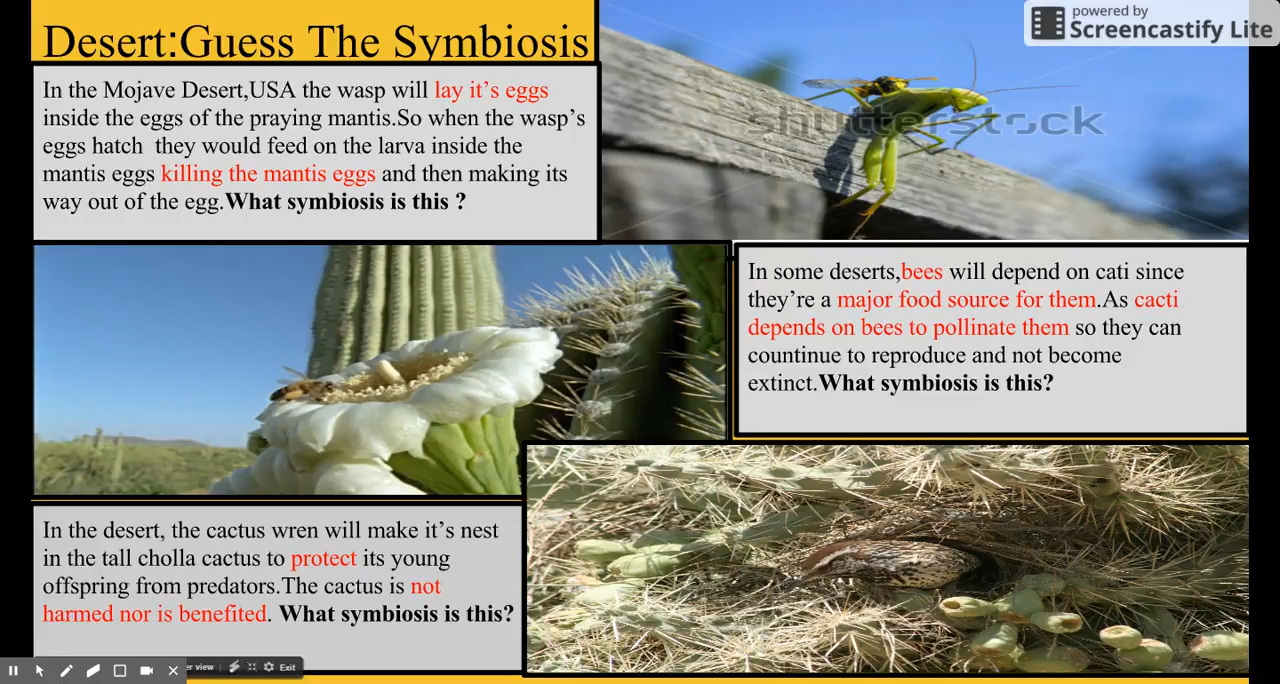 powered by
Screencastify Lite
Desert:Guess The Symbiosis
In the Mojave Desert,USA the wasp will lay it's eggs
inside the eggs of the praying mantis.So when the wasp's
eggs hatch they would feed on the larva inside the
mantis eggs killing the mantis eggs and then making its
way out of the egg.What symbiosis is this ?
shutterstock
In some deserts,bees will depend on cati since
they're a major food source for them.As cacti
depends on bees to pollinate them so they can
countinue to reproduce and not become
extinct.What symbiosis is this?
In the desert, the cactus wren will make it's nest
in the tall cholla cactus to protect its young
offspring from predators.The cactus is not
harmed nor is benefited. What symbiosis is this?
view Exit